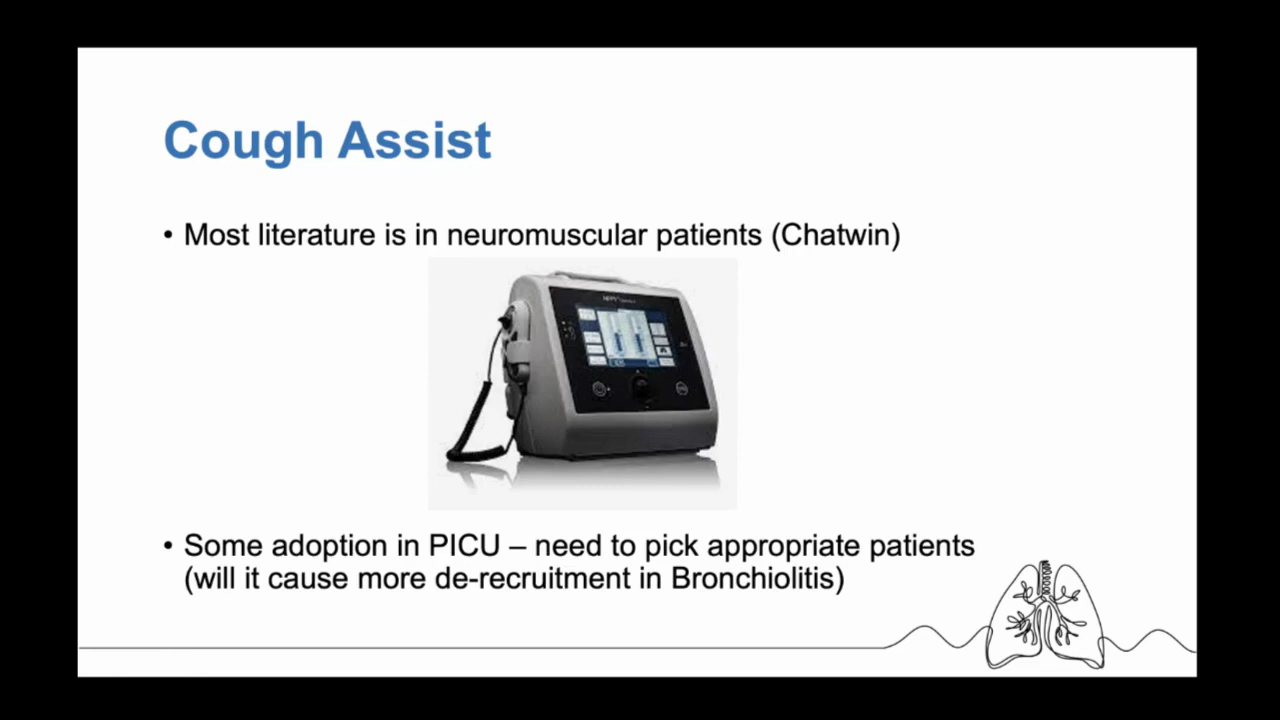 Cough Assist
• Most literature is in neuromuscular patients (Chatwin)
• Some adoption in PICU – need to pick appropriate patients
(will it cause more de-recruitment in Bronchiolitis)